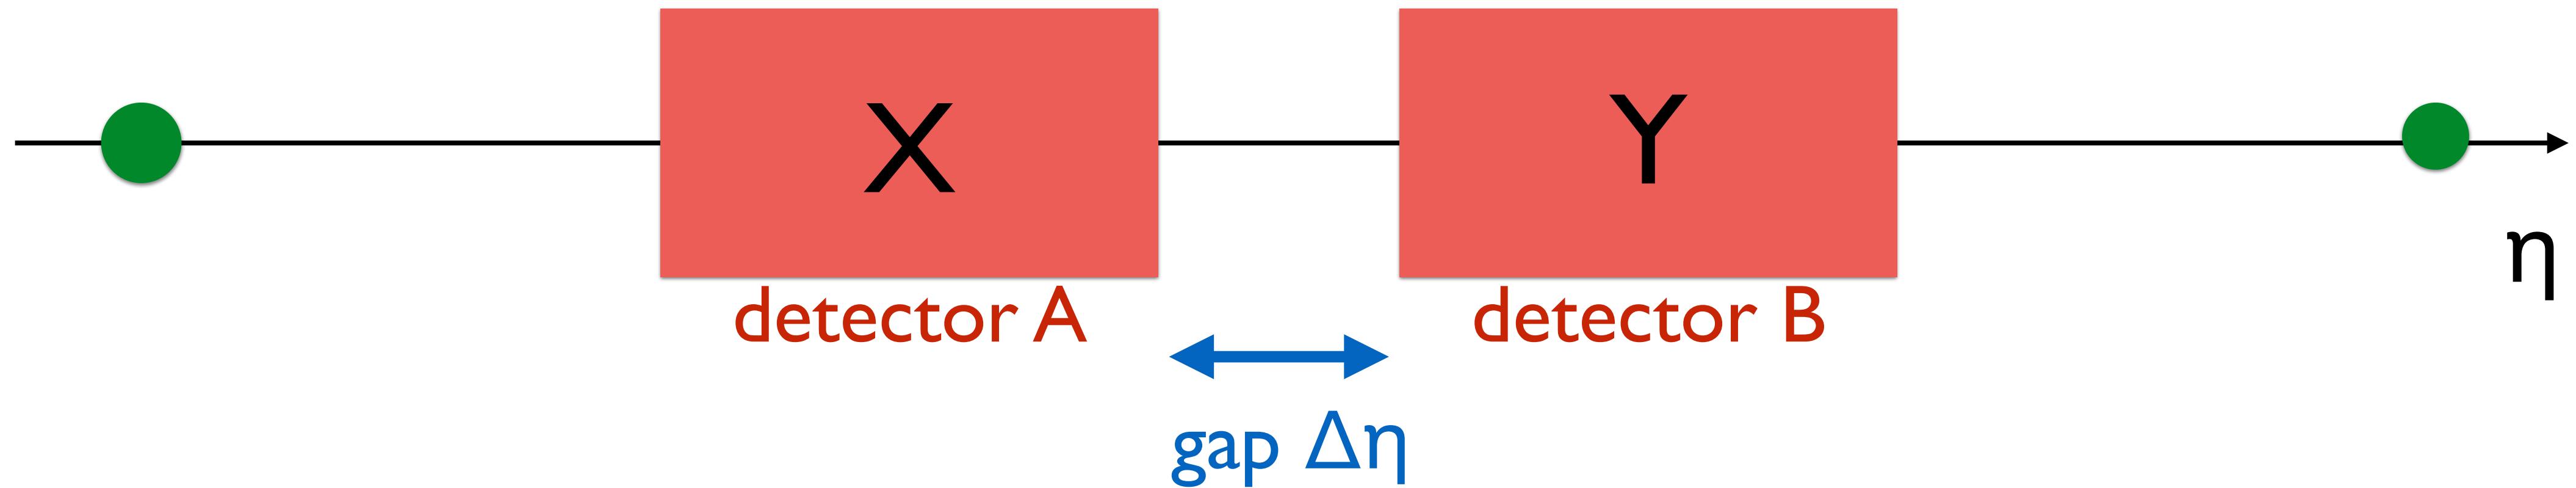 X
Y
η
detector A
detector B
gap Δη